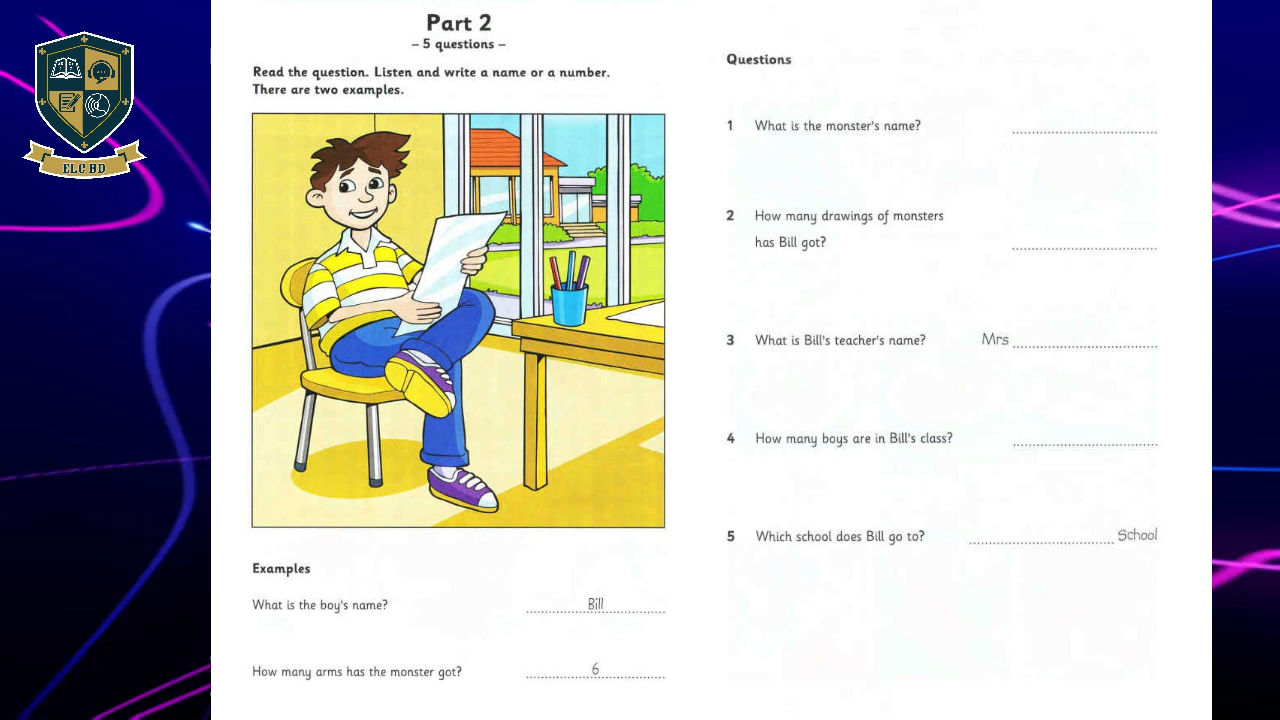 ELC BD
Part 2
– 5 questions –
Read the question. Listen and write a name or a number.
There are two examples.
Examples
What is the boy's name? Bill
How many arms has the monster got? 6
Questions
1 What is the monster's name?
2 How many drawings of monsters
has Bill got?
3 What is Bill's teacher's name? Mrs
4 How many boys are in Bill's class?
5 Which school does Bill go to? School